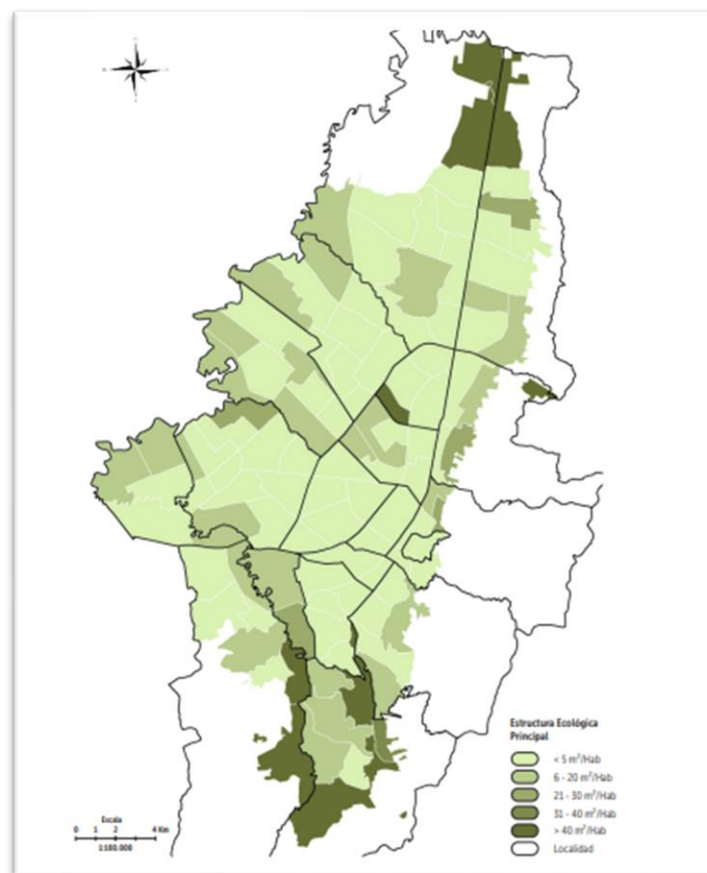 Estructura Ecológica
Principal
< 5 m²/Hab
6 - 20 m²/Hab
21 - 30 m²/Hab
31 - 40 m²/Hab
> 40 m²/Hab
Localidad
Escala
0 1 2 4 Km
1:100.000